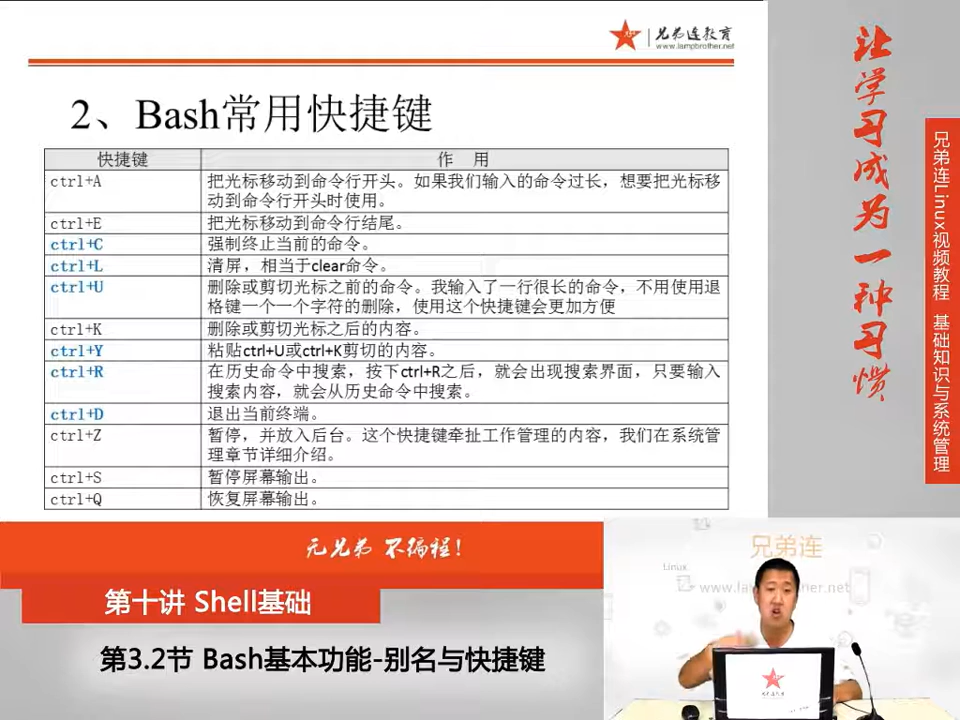 兄弟连教育
www.lampbrother.net
2、Bash常用快捷键
快捷键 作 用
ctrl+A 把光标移动到命令行开头。如果我们输入的命令过长，想要把光标移
动到命令行开头时使用。
ctrl+E 把光标移动到命令行结尾。
ctrl+C 强制终止当前的命令。
ctrl+L 清屏，相当于clear命令。
ctrl+U 删除或剪切光标之前的命令。我输入了一行很长的命令，不用使用退
格键一个一个字符的删除，使用这个快捷键会更加方便
ctrl+K 删除或剪切光标之后的内容。
ctrl+Y 粘贴ctrl+U或ctrl+K剪切的内容。
ctrl+R 在历史命令中搜索，按下ctrl+R之后，就会出现搜索界面，只要输入
搜索内容，就会从历史命令中搜索。
ctrl+D 退出当前终端。
ctrl+Z 暂停，并放入后台。这个快捷键牵扯工作管理的内容，我们在系统管
理章节详细介绍。
ctrl+S 暂停屏幕输出。
ctrl+Q 恢复屏幕输出。
让学习成为一种习惯
兄弟连Linux视频教程 基础知识与系统管理
无兄弟 不编程！
第十讲 Shell基础
第3.2节 Bash基本功能-别名与快捷键
兄弟连
Linux